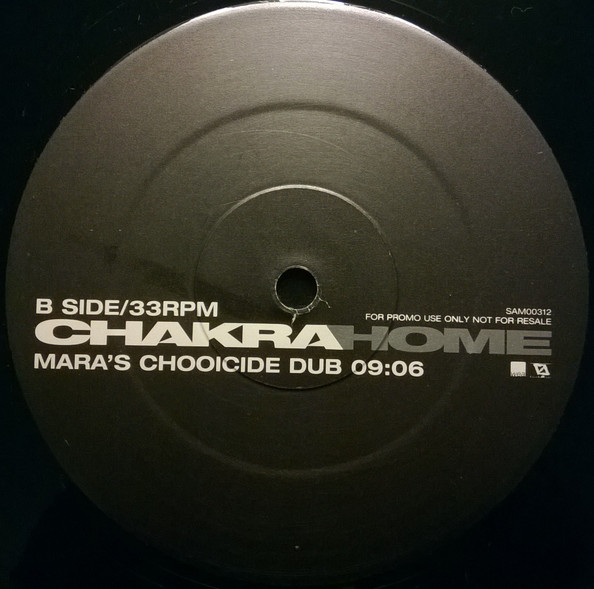 B SIDE/33RPM
SAM00312
FOR PROMO USE ONLY NOT FOR RESALE
CHAKRAHOME
MARA'S CHOOICIDE DUB 09:06